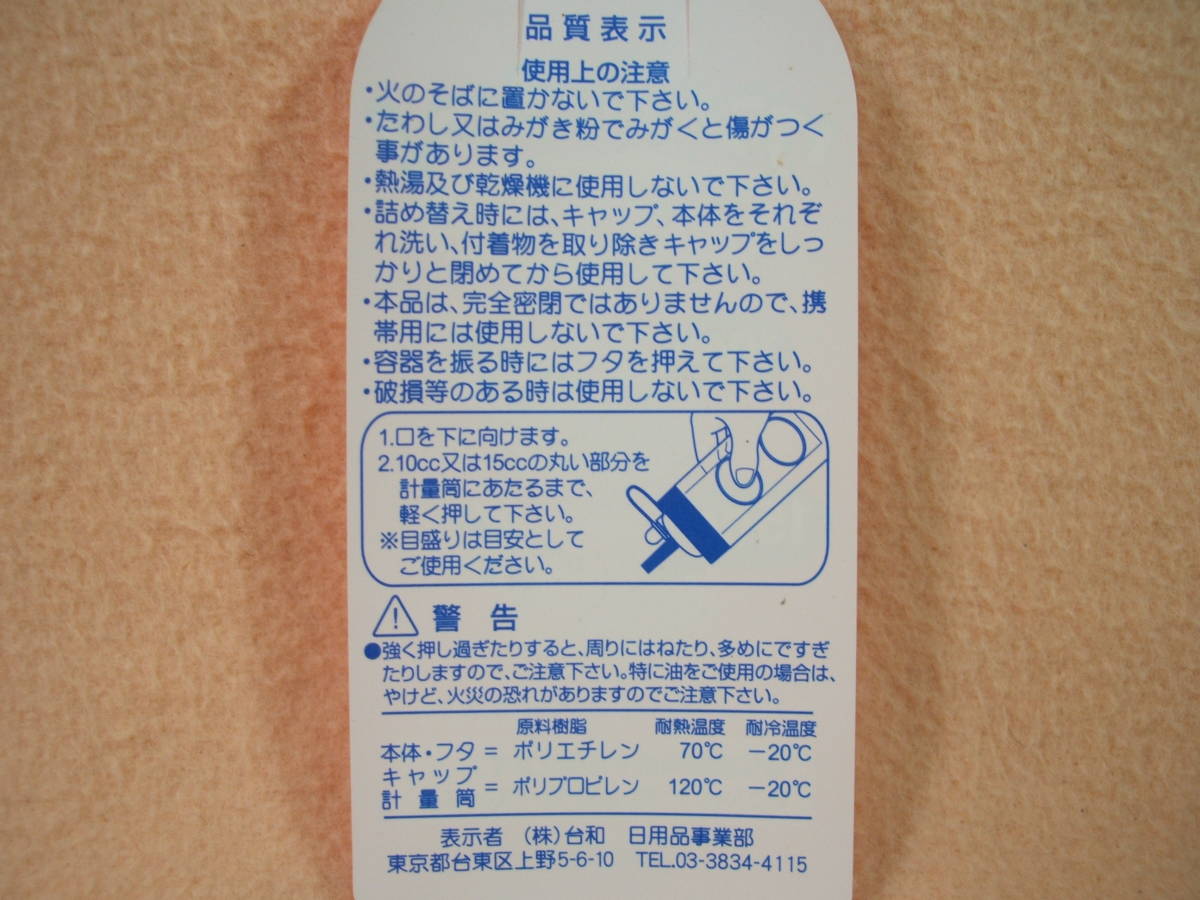 品質表示
使用上の注意
・火のそばに置かないで下さい。
・たわし又はみがき粉でみがくと傷がつく
事があります。
・熱湯及び乾燥機に使用しないで下さい。
・詰め替え時には、キャップ、本体をそれぞ
れ洗い、付着物を取り除きキャップをしっ
かりと閉めてから使用して下さい。
・本品は、完全密閉ではありませんので、携
帯用には使用しないで下さい。
・容器を振る時にはフタを押えて下さい。
・破損等のある時は使用しないで下さい。
1.口を下に向けます。
2.10cc又は15ccの丸い部分を
計量筒にあたるまで、
軽く押して下さい。
※目盛りは目安として
ご使用ください。
警告
●強く押し過ぎたりすると、周りにはねたり、多めにですぎ
たりしますので、ご注意下さい。特に油をご使用の場合は、
やけど、火災の恐れがありますのでご注意下さい。
原料樹脂 耐熱温度 耐冷温度
本体・フタ = ポリエチレン 70℃ －20℃
キャップ
計量筒 = ポリプロピレン 120℃ －20℃
表示者 (株)台和 日用品事業部
東京都台東区上野5-6-10 TEL.03-3834-4115